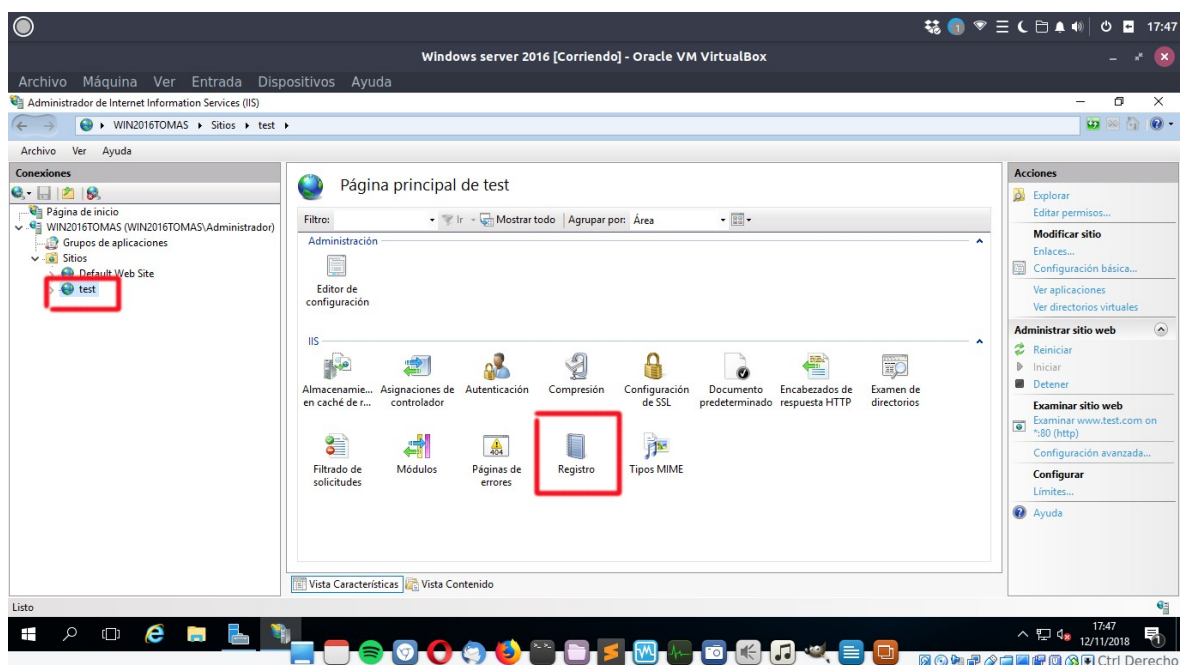 17:47
Windows server 2016 [Corriendo] - Oracle VM VirtualBox
Archivo Máquina Ver Entrada Dispositivos Ayuda
Administrador de Internet Information Services (IIS)
WIN2016TOMAS Sitios test
Archivo Ver Ayuda
Conexiones
Página de inicio
WIN2016TOMAS (WIN2016TOMAS\Administrador)
Grupos de aplicaciones
Sitios
Default Web Site
test
Página principal de test
Filtro: Ir Mostrar todo Agrupar por: Área
Administración
Editor de
configuración
IIS
Almacenamie...
en caché de r...
Asignaciones de
controlador
Autenticación
Compresión
Configuración
de SSL
Documento
predeterminado
Encabezados de
respuesta HTTP
Examen de
directorios
Filtrado de
solicitudes
Módulos
404
Páginas de
errores
Registro
Tipos MIME
Vista Características Vista Contenido
Acciones
Explorar
Editar permisos...
Modificar sitio
Enlaces...
Configuración básica...
Ver aplicaciones
Ver directorios virtuales
Administrar sitio web
Reiniciar
Iniciar
Detener
Examinar sitio web
Examinar www.test.com on
*:80 (http)
Configuración avanzada...
Configurar
Límites...
Ayuda
Listo
17:47
12/11/2018
Ctrl Derecho